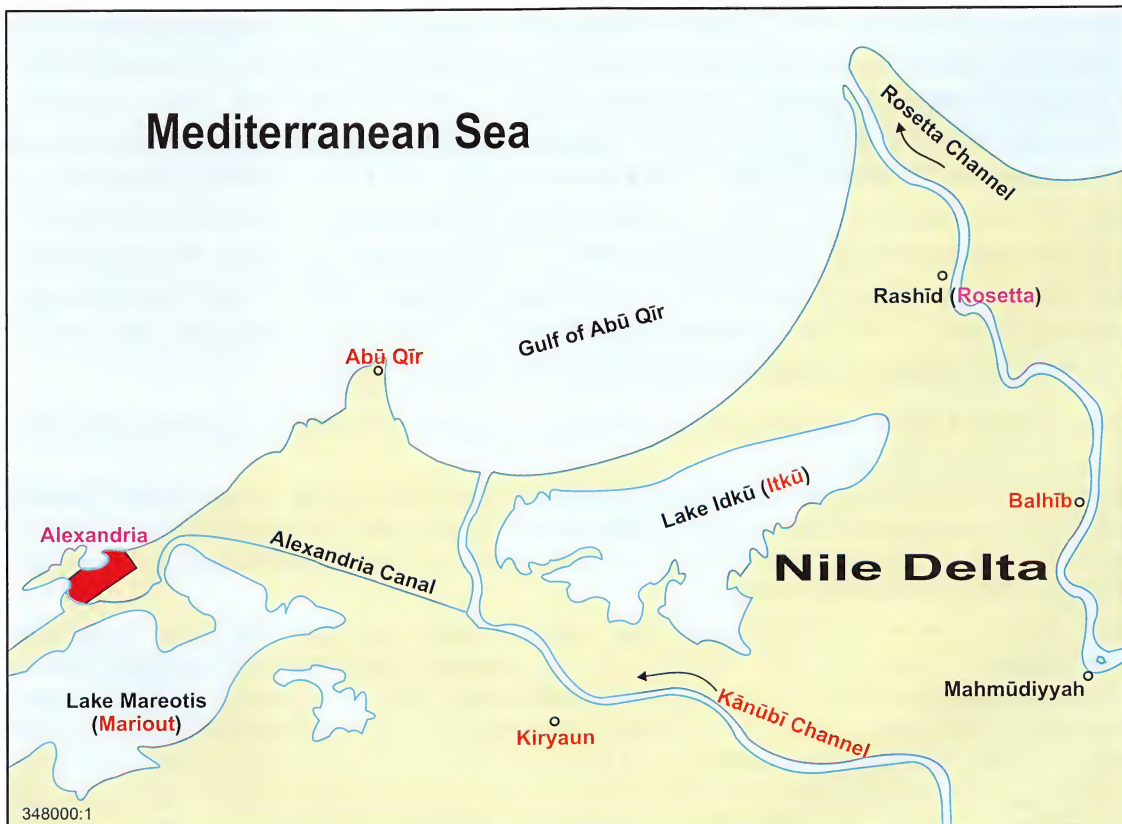 Mediterranean Sea
Rosetta Channel
Rashīd (Rosetta)
Gulf of Abū Qīr
Abū Qīr
Lake Idkū (Itkū)
Balhīb
Alexandria
Alexandria Canal
Nile Delta
Mahmūdiyyah
Lake Mareotis
(Mariout)
Kiryaun
Kānūbī Channel
348000:1